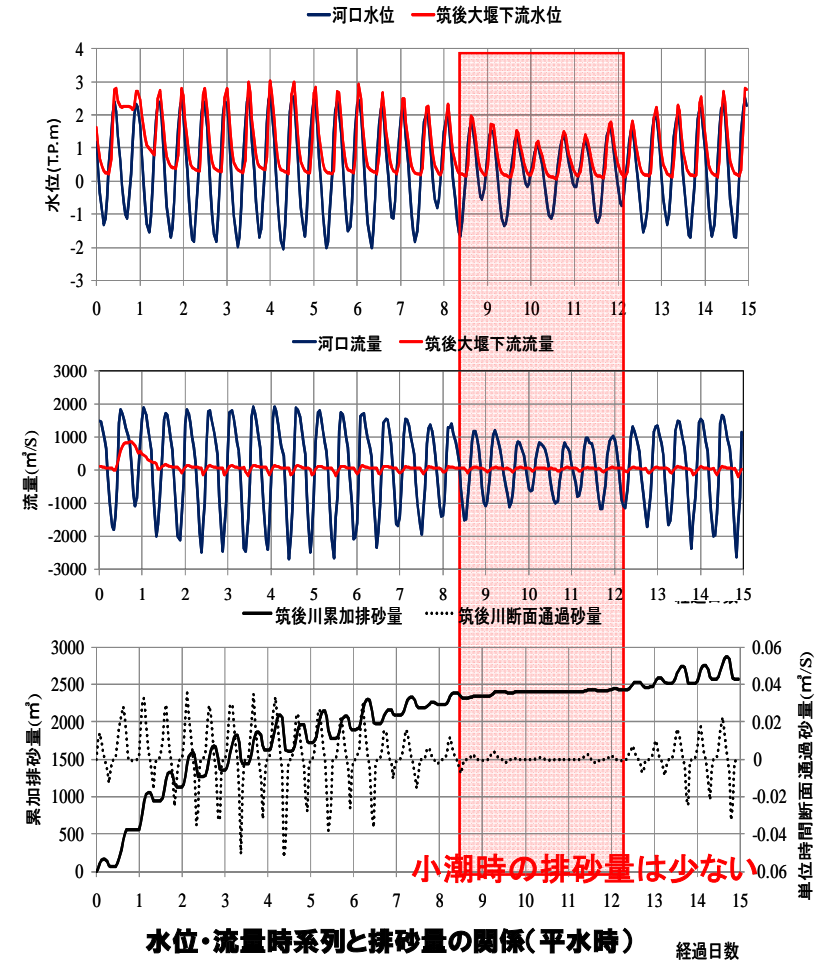 河口水位 筑後大堰下流水位
水位(T.P.m)
4
3
2
1
0
-1
-2
-3
0 1 2 3 4 5 6 7 8 9 10 11 12 13 14 15
河口流量 筑後大堰下流流量
流量(㎥/S)
3000
2000
1000
0
-1000
-2000
-3000
0 1 2 3 4 5 6 7 8 9 10 11 12 13 14 15
筑後川累加排砂量 筑後川断面通過砂量
累加排砂量(㎥)
3000
2500
2000
1500
1000
500
0
0.06
0.04
0.02
0
-0.02
-0.04
-0.06
単位時間断面通過砂量(㎥/S)
小潮時の排砂量は少ない
0 1 2 3 4 5 6 7 8 9 10 11 12 13 14 15
水位・流量時系列と排砂量の関係(平水時)
経過日数